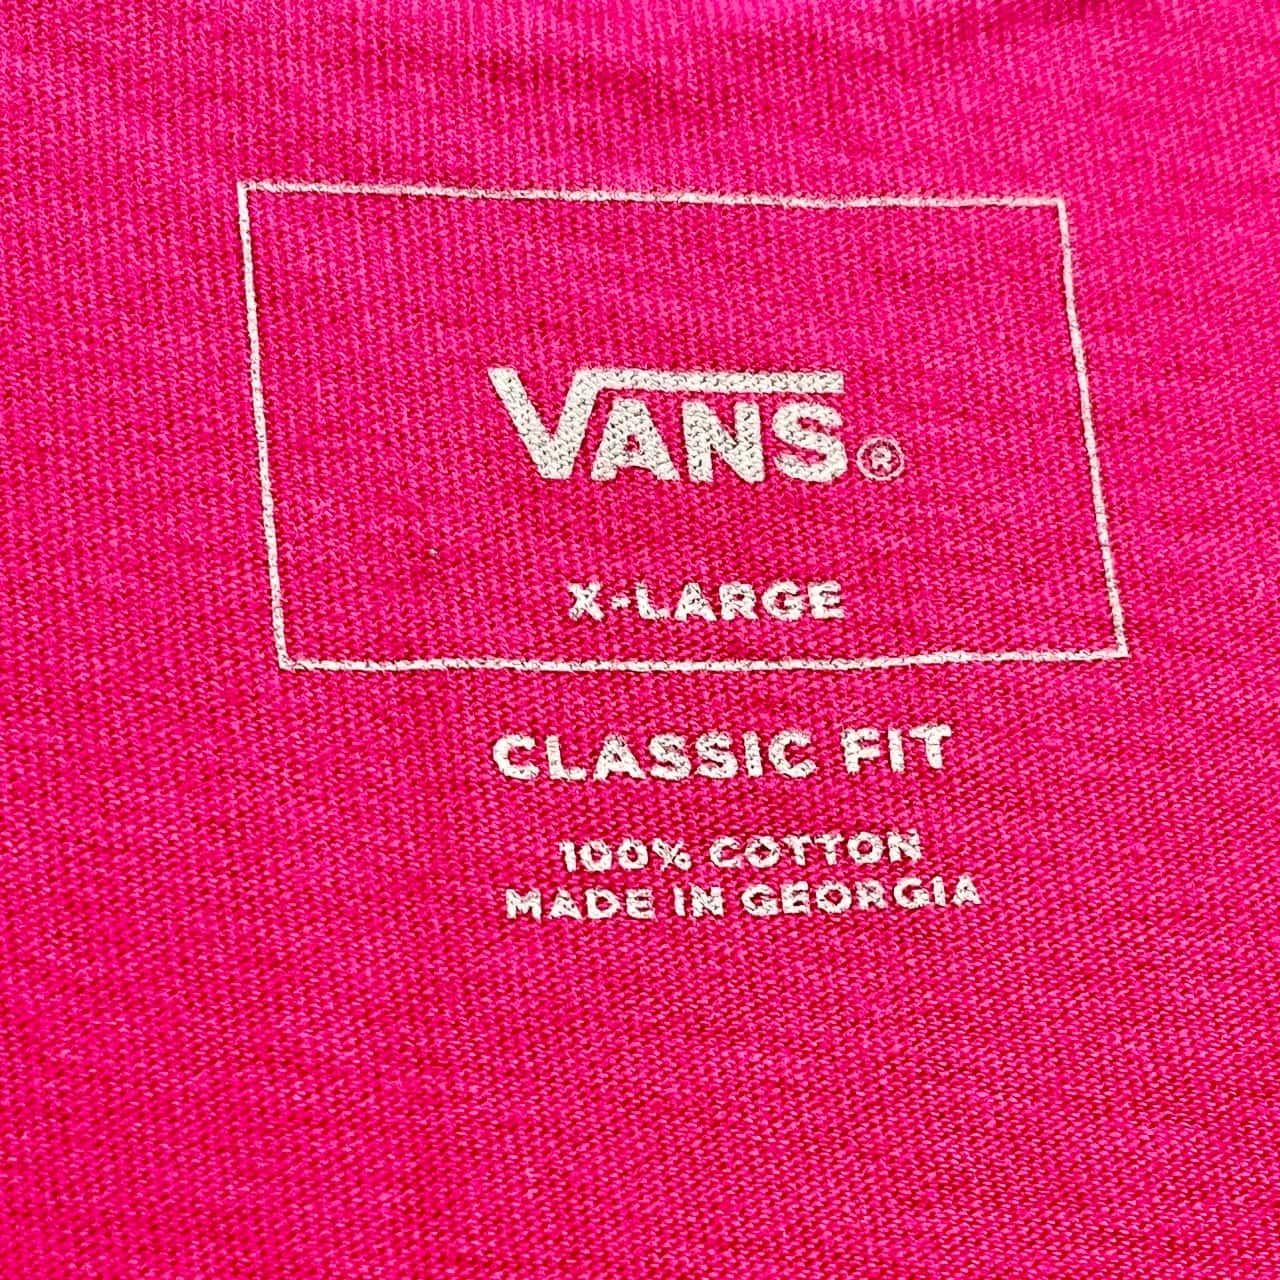 VANS®
X-LARGE
CLASSIC FIT
100% COTTON
MADE IN GEORGIA